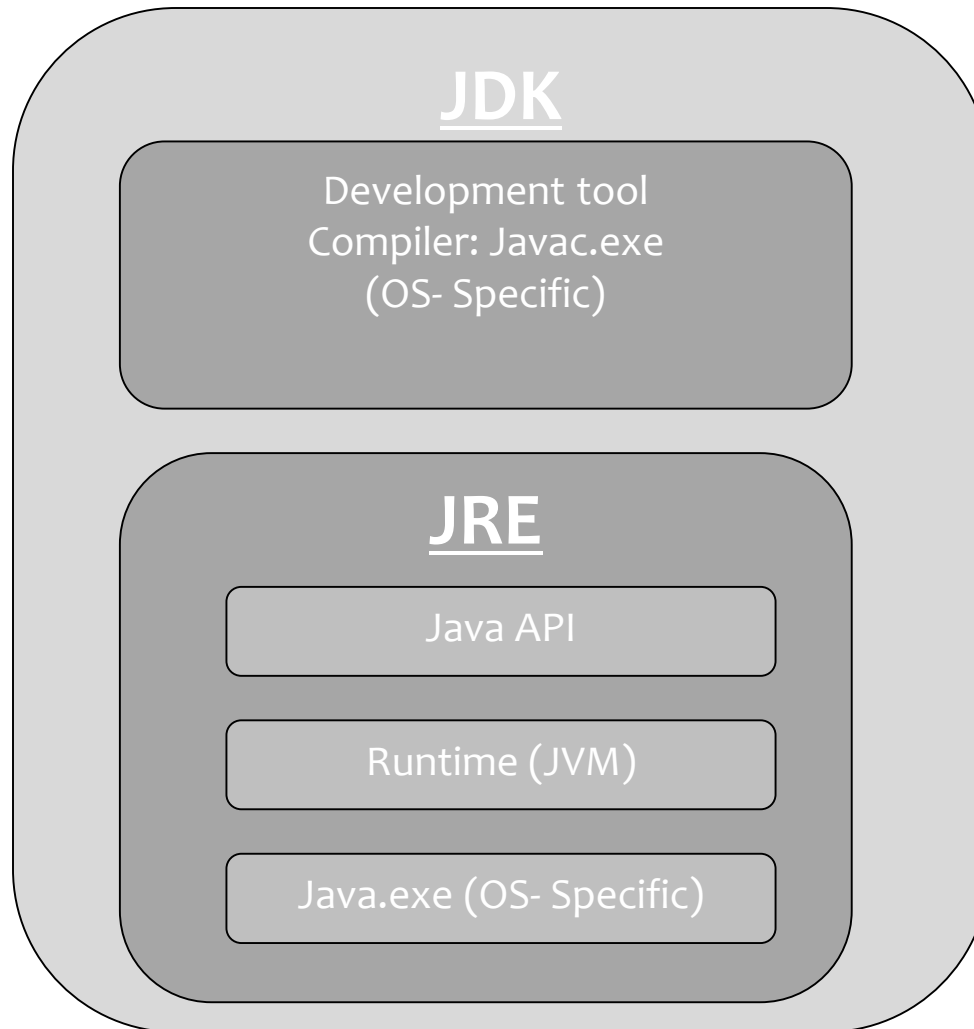 JDK
Development tool
Compiler: Javac.exe
(OS- Specific)
JRE
Java API
Runtime (JVM)
Java.exe (OS- Specific)